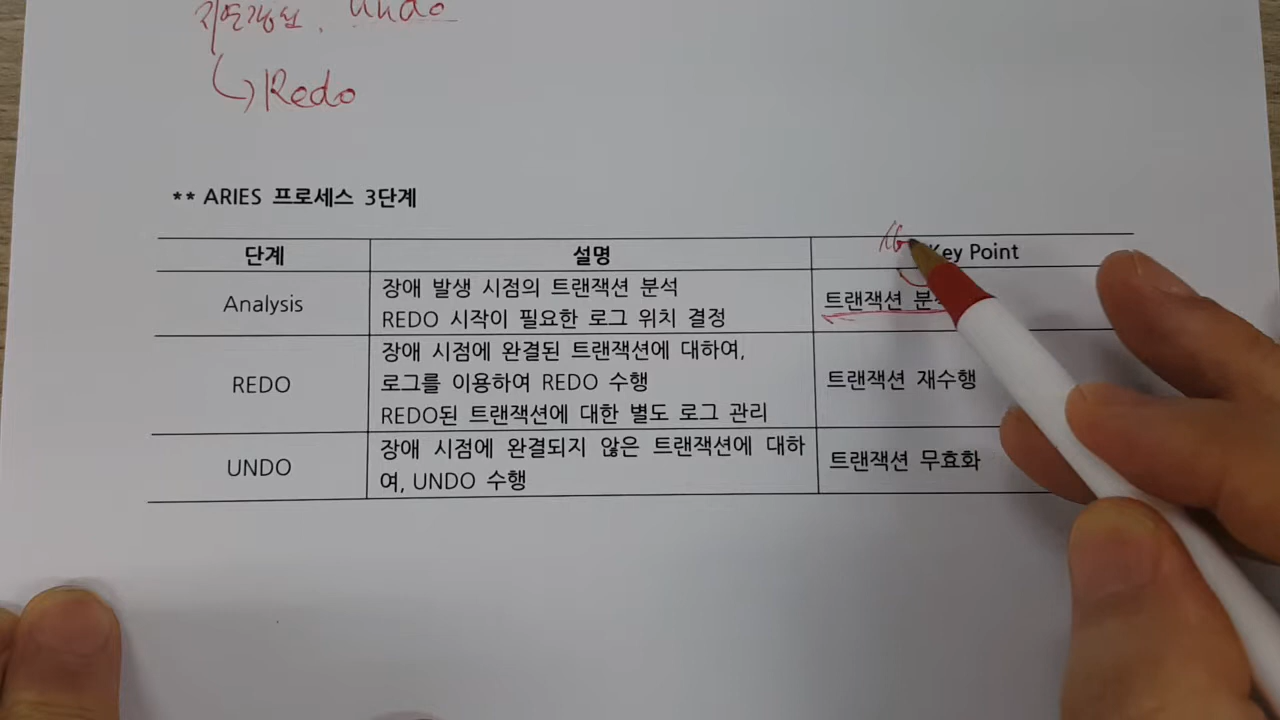 지연갱신. undo
Redo
** ARIES 프로세스 3단계
단계 설명 Key Point
Analysis
장애 발생 시점의 트랜잭션 분석
REDO 시작이 필요한 로그 위치 결정
트랜잭션
REDO
장애 시점에 완결된 트랜잭션에 대하여,
로그를 이용하여 REDO 수행
REDO된 트랜잭션에 대한 별도 로그 관리
트랜잭션 재수행
UNDO
장애 시점에 완결되지 않은 트랜잭션에 대하
여, UNDO 수행
트랜잭션 무효화